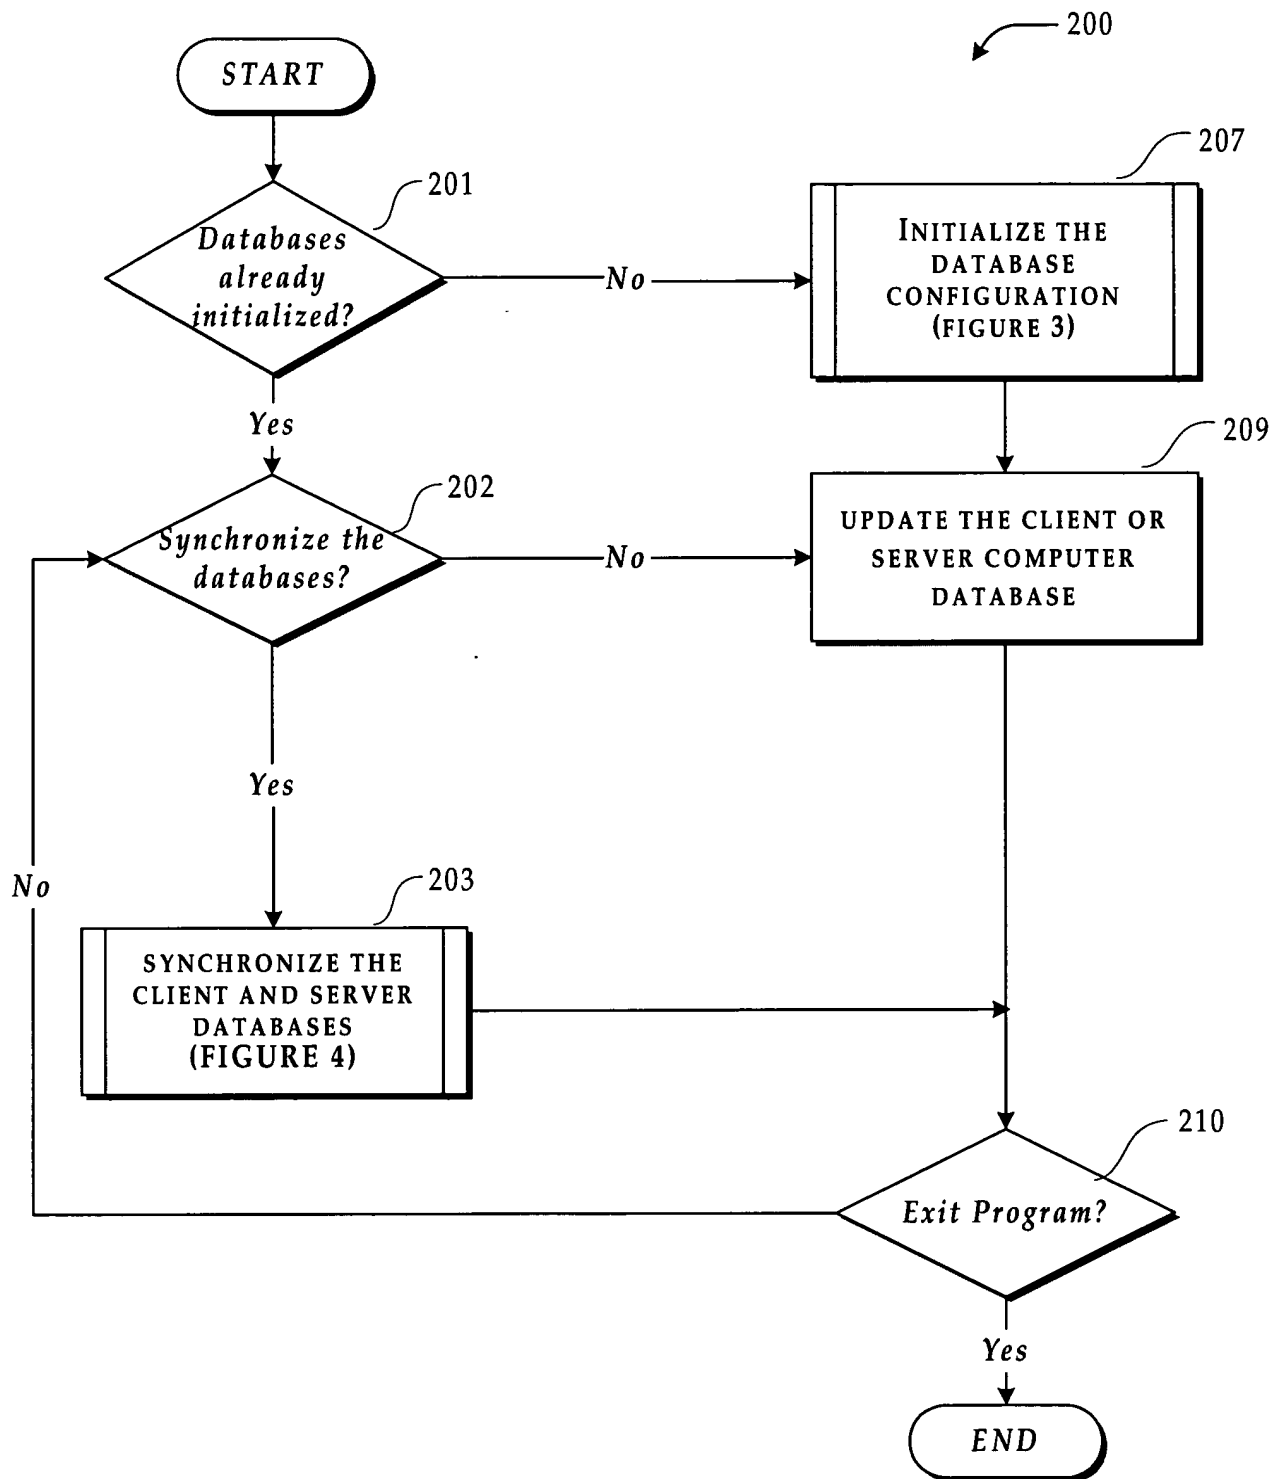 200
START
201
Databases
already
initialized?
No
207
INITIALIZE THE
DATABASE
CONFIGURATION
(FIGURE 3)
Yes
202
Synchronize the
databases?
No
209
UPDATE THE CLIENT OR
SERVER COMPUTER
DATABASE
Yes
No
203
SYNCHRONIZE THE
CLIENT AND SERVER
DATABASES
(FIGURE 4)
210
Exit Program?
Yes
END